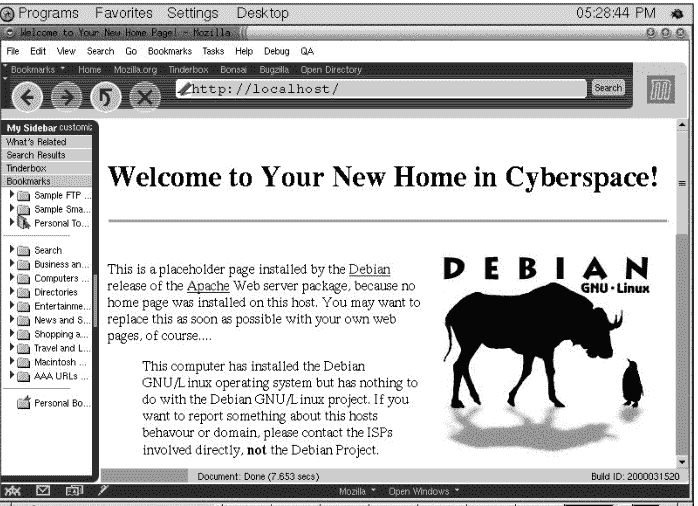 Programs Favorites Settings Desktop 05:28:44 PM
Welcome to Your New Home Page! - Mozilla
File Edit View Search Go Bookmarks Tasks Help Debug QA
Bookmarks Home Mozilla.org Tinderbox Bonsai Bugzilla Open Directory
http://localhost/ Search
My Sidebar customiz
What's Related
Search Results
Tinderbox
Bookmarks
Sample FTP ...
Sample Sma...
Personal To...
Search
Business an...
Computers ...
Directories
Entertainme...
News and S...
Shopping a...
Travel and L...
Macintosh ...
AAA URLs ...
Personal Bo...
Welcome to Your New Home in Cyberspace!
This is a placeholder page installed by the Debian
release of the Apache Web server package, because no
home page was installed on this host. You may want to
replace this as soon as possible with your own web
pages, of course....
This computer has installed the Debian
GNU/Linux operating system but has nothing to
do with the Debian GNU/Linux project. If you
want to report something about this hosts
behavour or domain, please contact the ISPs
involved directly, not the Debian Project.
DEBIAN
GNU·Linux
Document: Done (7.653 secs) Build ID: 2000031520
Mozilla Open Windows